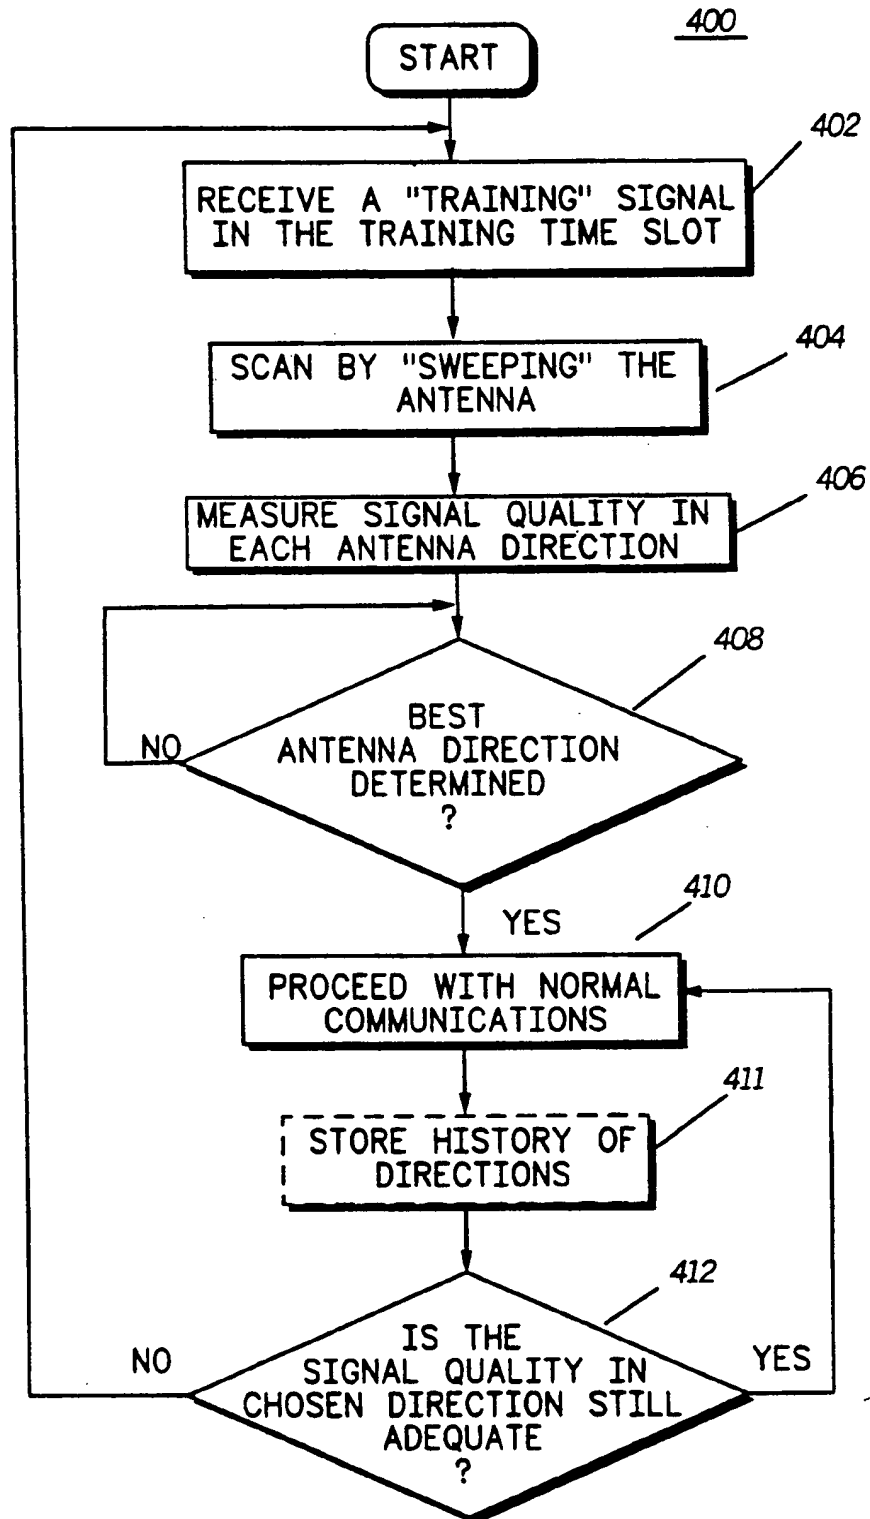 400
START
402
RECEIVE A "TRAINING" SIGNAL
IN THE TRAINING TIME SLOT
404
SCAN BY "SWEEPING" THE
ANTENNA
406
MEASURE SIGNAL QUALITY IN
EACH ANTENNA DIRECTION
408
BEST
ANTENNA DIRECTION
DETERMINED
?
NO
YES
410
PROCEED WITH NORMAL
COMMUNICATIONS
411
STORE HISTORY OF
DIRECTIONS
412
IS THE
SIGNAL QUALITY IN
CHOSEN DIRECTION STILL
ADEQUATE
?
NO
YES